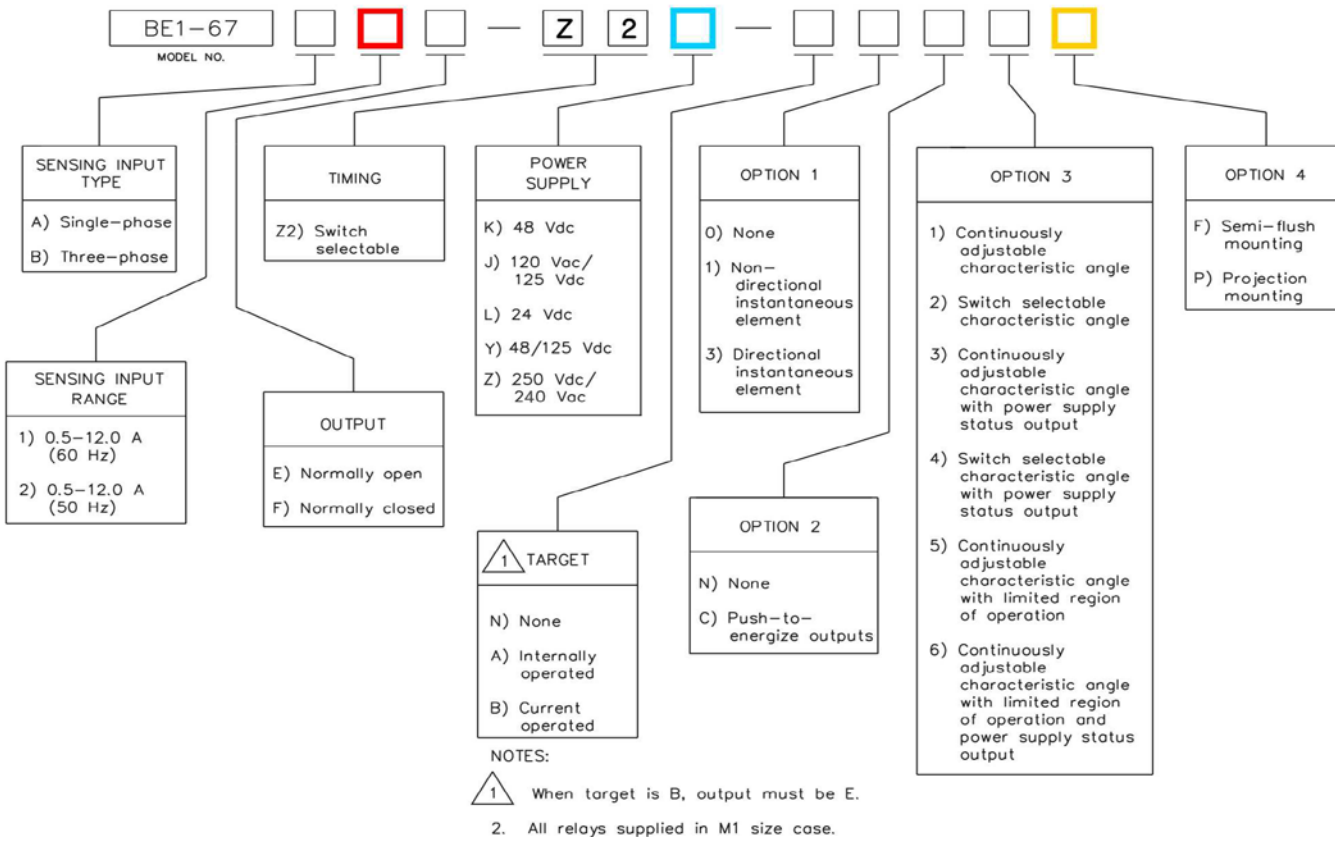 BE1-67 — Z 2 —
MODEL NO.
SENSING INPUT
TYPE
A) Single-phase
B) Three-phase
TIMING
Z2) Switch
selectable
POWER
SUPPLY
K) 48 Vdc
J) 120 Vac/
125 Vdc
L) 24 Vdc
Y) 48/125 Vdc
Z) 250 Vdc/
240 Vac
OPTION 1
0) None
1) Non-
directional
instantaneous
element
3) Directional
instantaneous
element
OPTION 3
1) Continuously
adjustable
characteristic angle
2) Switch selectable
characteristic angle
3) Continuously
adjustable
characteristic angle
with power supply
status output
4) Switch selectable
characteristic angle
with power supply
status output
5) Continuously
adjustable
characteristic angle
with limited region
of operation
6) Continuously
adjustable
characteristic angle
with limited region
of operation and
power supply status
output
OPTION 4
F) Semi-flush
mounting
P) Projection
mounting
SENSING INPUT
RANGE
1) 0.5-12.0 A
(60 Hz)
2) 0.5-12.0 A
(50 Hz)
OUTPUT
E) Normally open
F) Normally closed
1 TARGET
N) None
A) Internally
operated
B) Current
operated
OPTION 2
N) None
C) Push-to-
energize outputs
NOTES:
1 When target is B, output must be E.
2. All relays supplied in M1 size case.